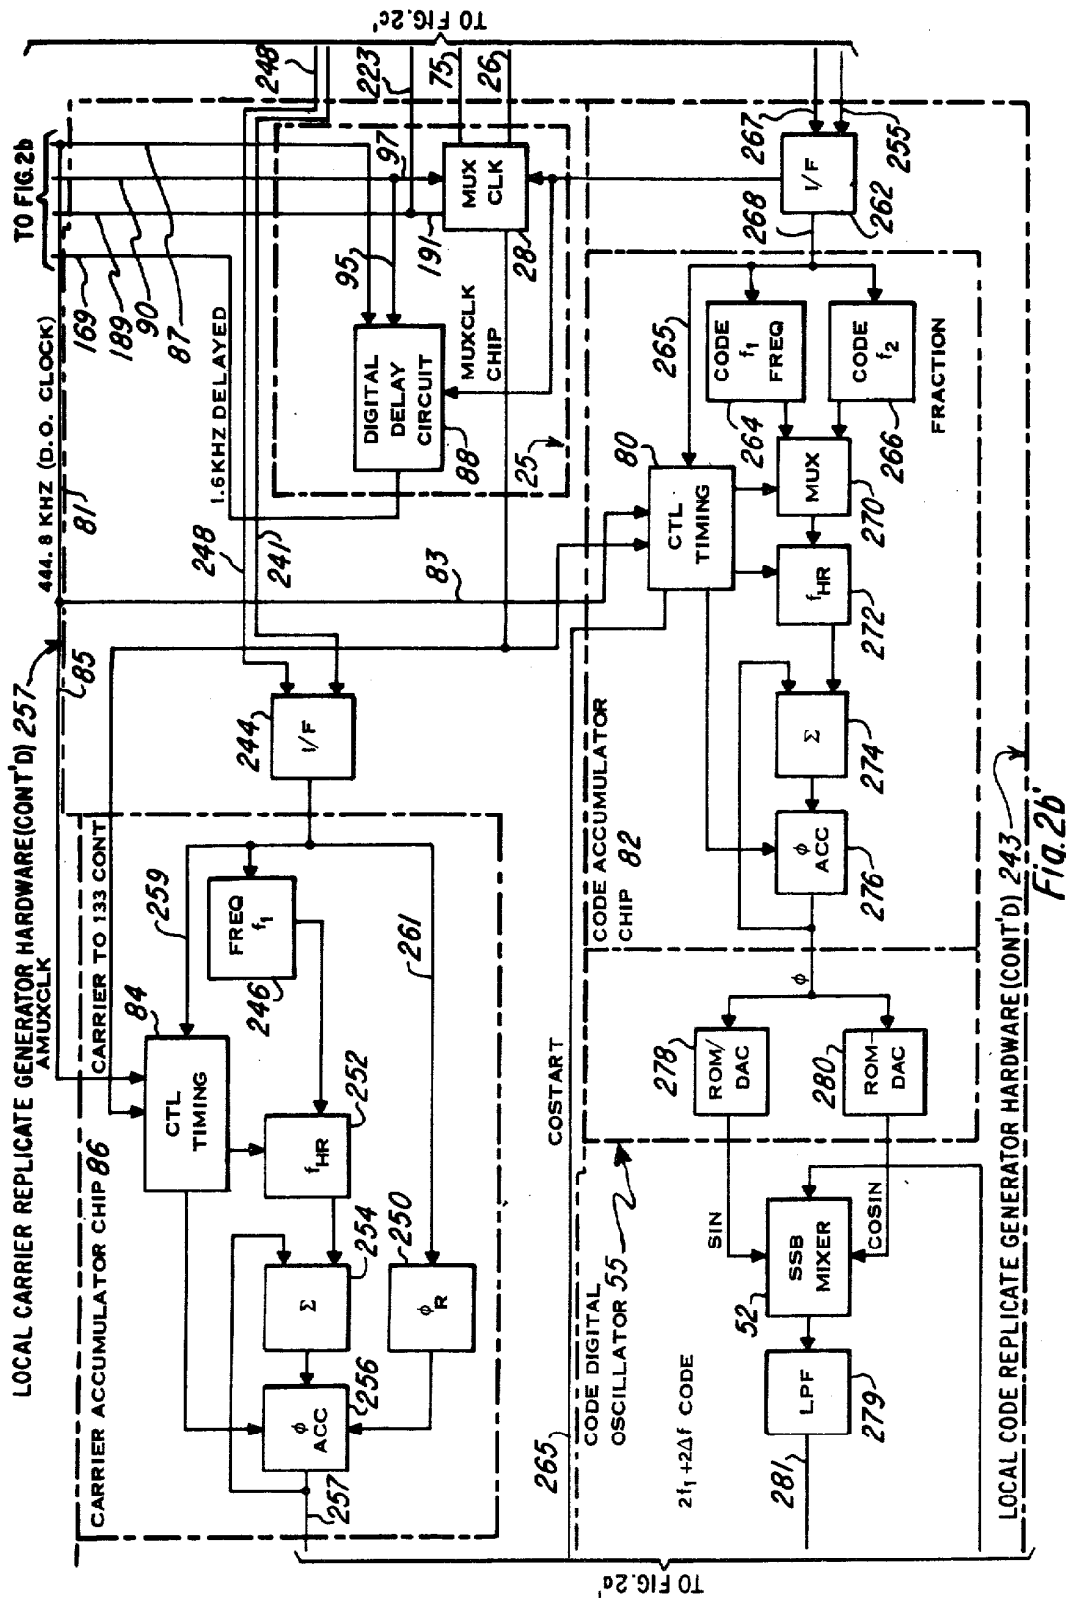 TO FIG.2c'
TO FIG.2b
248
223
75
26
267
255
169
189
90
87
444.8 KHZ (D.O. CLOCK)
81
1.6KHZ DELAYED
248
241
95
97
191
MUX
CLK
28
DIGITAL
DELAY
CIRCUIT
88
MUXCLK
CHIP
25
I/F
262
268
LOCAL CARRIER REPLICATE GENERATOR HARDWARE(CONT'D) 257
AMUXCLK
85
83
244
I/F
CARRIER TO 133 CONT
CARRIER ACCUMULATOR CHIP 86
84
CTL
TIMING
259
FREQ
f1
246
261
252
fHR
Σ
254
250
ΦR
Φ
ACC
256
257
265
COSTART
CODE ACCUMULATOR
CHIP 82
80
CTL
TIMING
265
CODE
f1
FREQ
264
CODE
f2
266
FRACTION
MUX
270
fHR
272
Σ
274
Φ
ACC
276
Φ
278
ROM/
DAC
280
ROM
DAC
CODE DIGITAL
OSCILLATOR 55
SIN
COSIN
SSB
MIXER
52
LPF
279
2f1+2Δf CODE
281
265
TO FIG.2a'
LOCAL CODE REPLICATE GENERATOR HARDWARE(CONT'D) 243
Fig.2b'